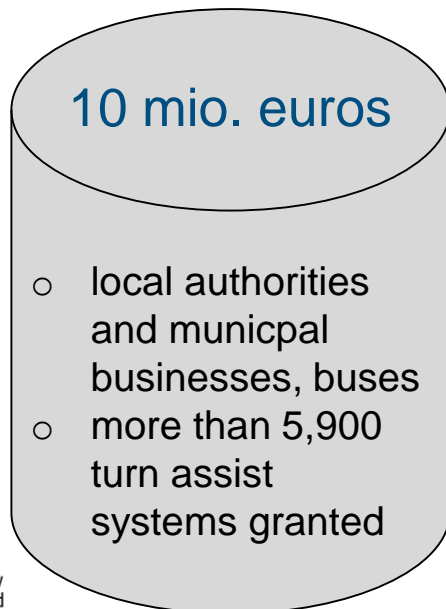 10 mio. euros
o local authorities
and municpal
businesses, buses
o more than 5,900
turn assist
systems granted